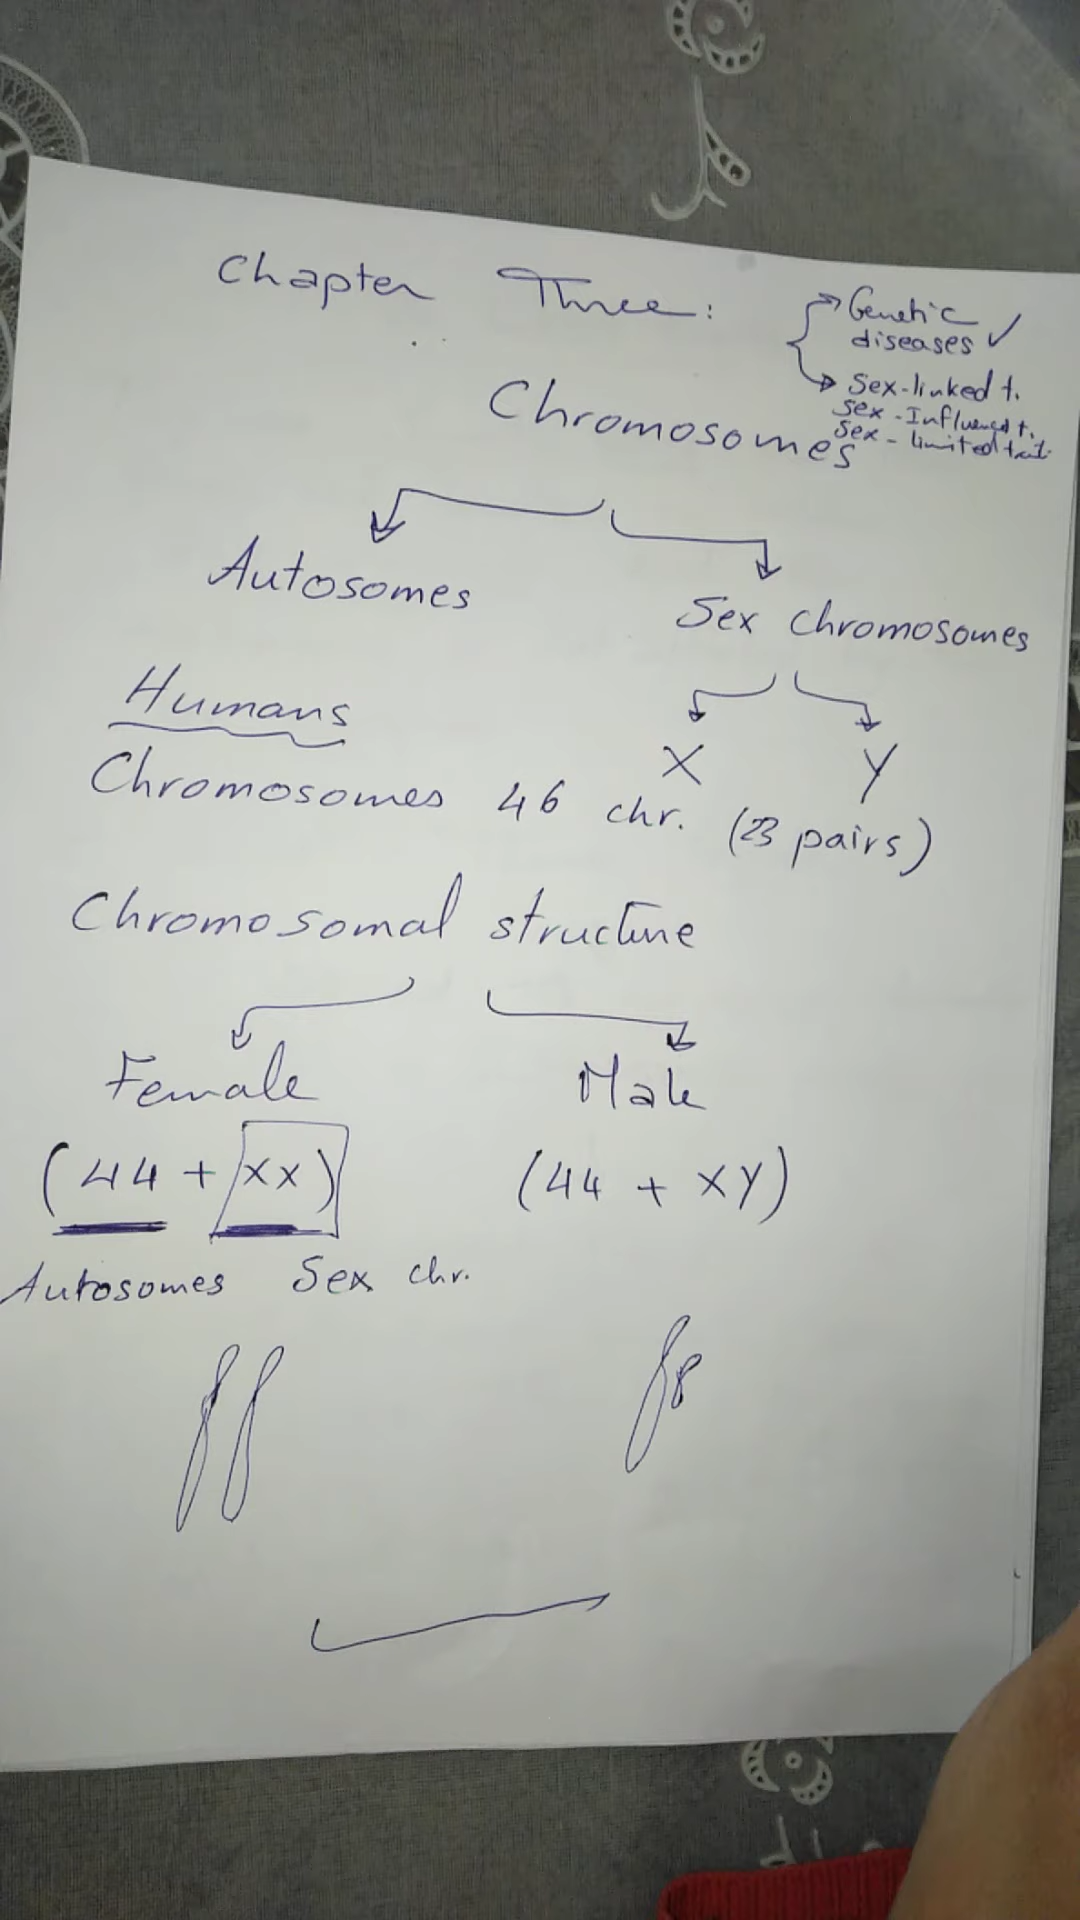 Chapter Three:
Genetic
diseases ✓
Sex-linked t.
Sex-Influenced t.
Sex-limited trait.
Chromosomes
Autosomes
Sex chromosomes
X Y
Humans
Chromosomes 46 chr. (23 pairs)
Chromosomal structure
Female Male
(44 + XX) (44 + XY)
Autosomes Sex chr.